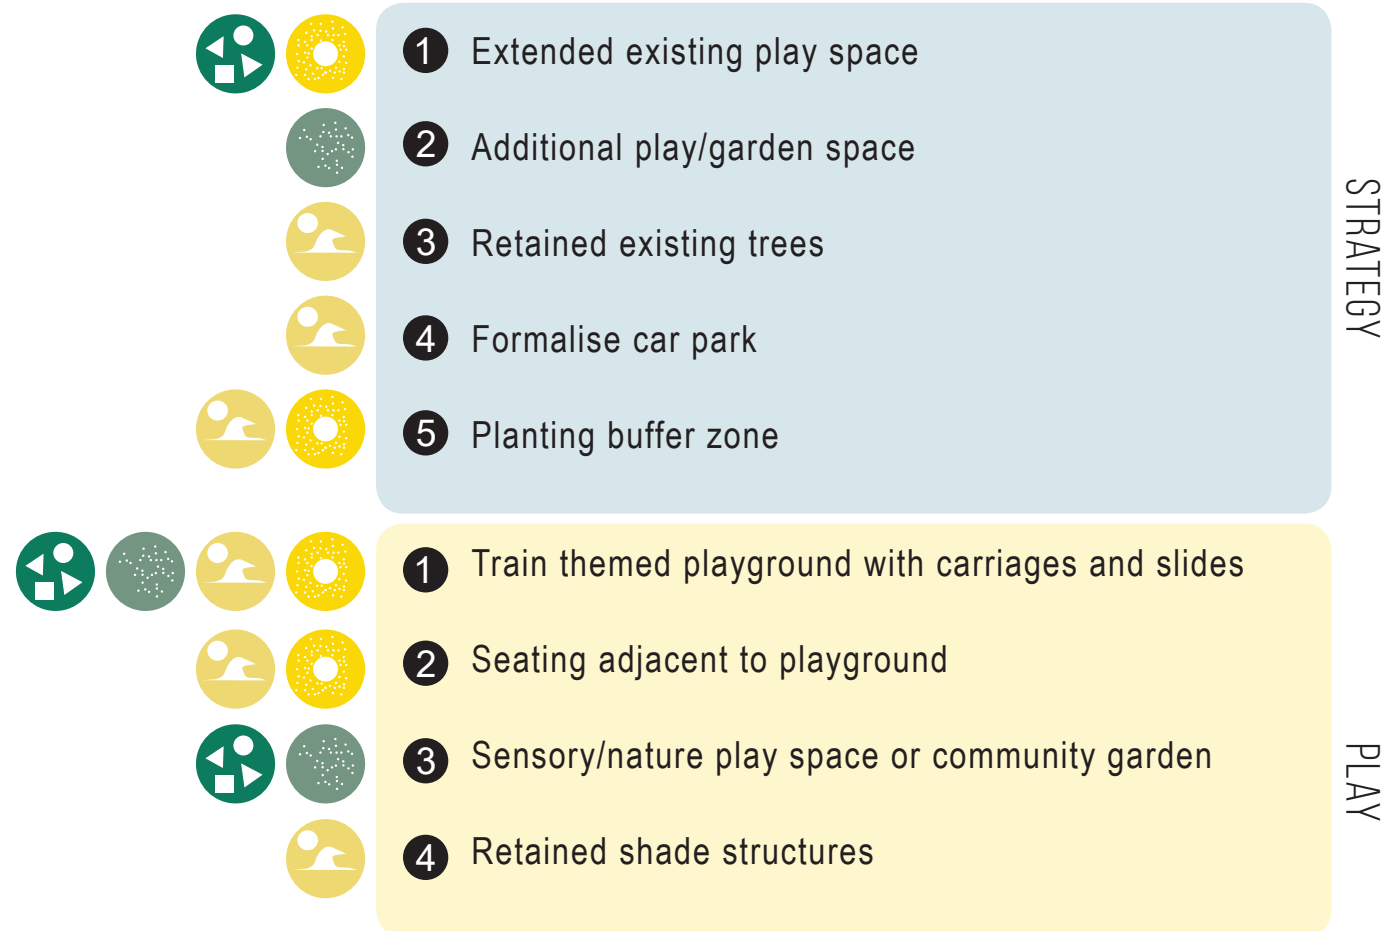 1 Extended existing play space
2 Additional play/garden space
3 Retained existing trees
4 Formalise car park
5 Planting buffer zone
STRATEGY
1 Train themed playground with carriages and slides
2 Seating adjacent to playground
3 Sensory/nature play space or community garden
4 Retained shade structures
PLAY